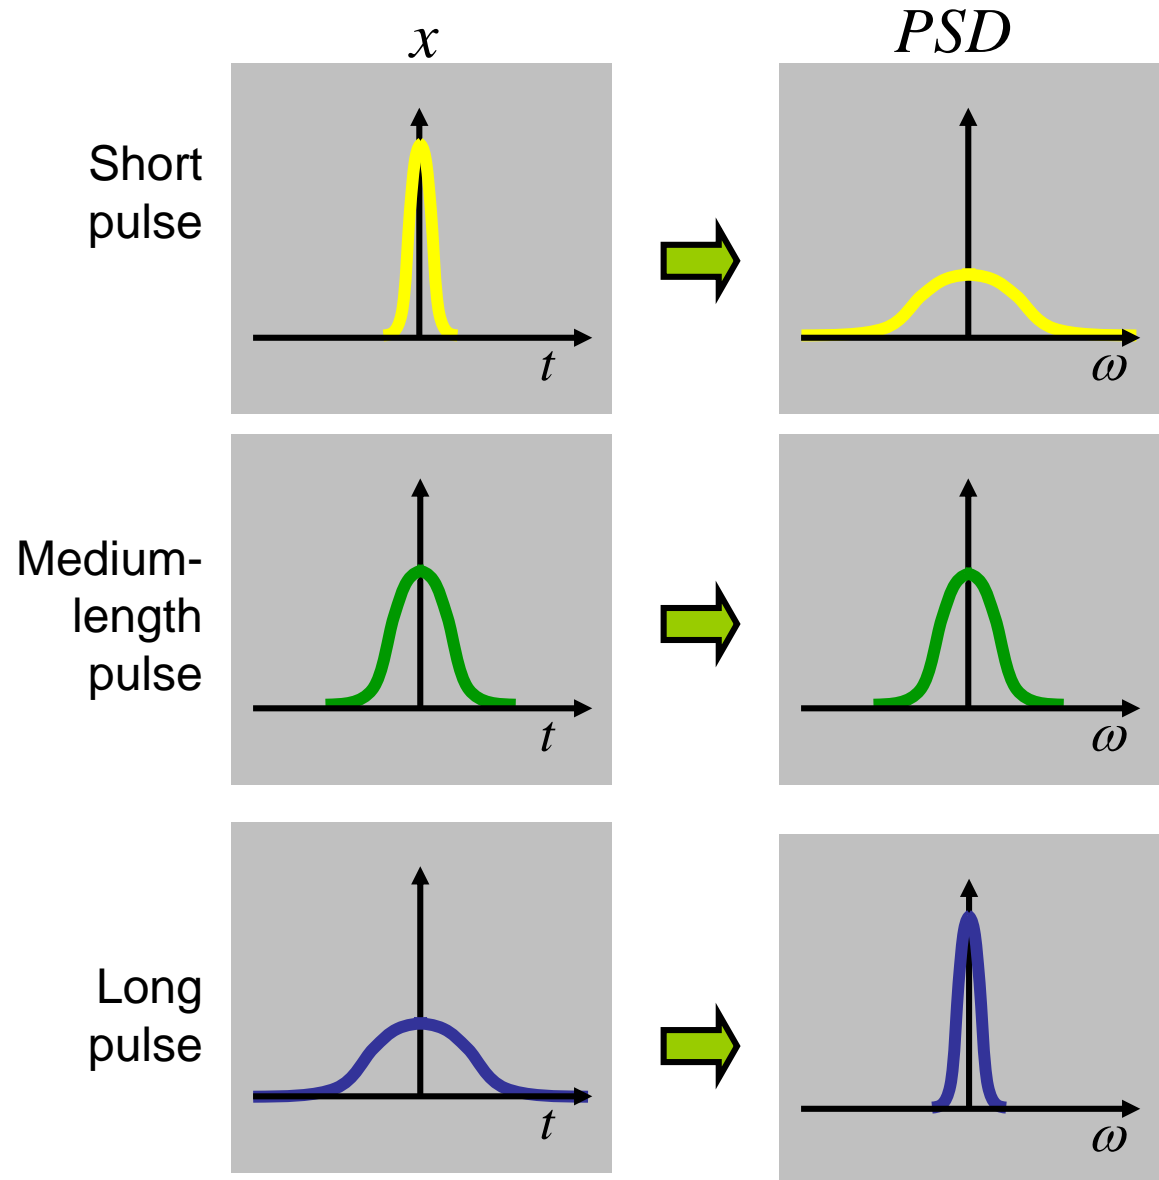 x
PSD
Short
pulse
t
ω
Medium-
length
pulse
t
ω
Long
pulse
t
ω